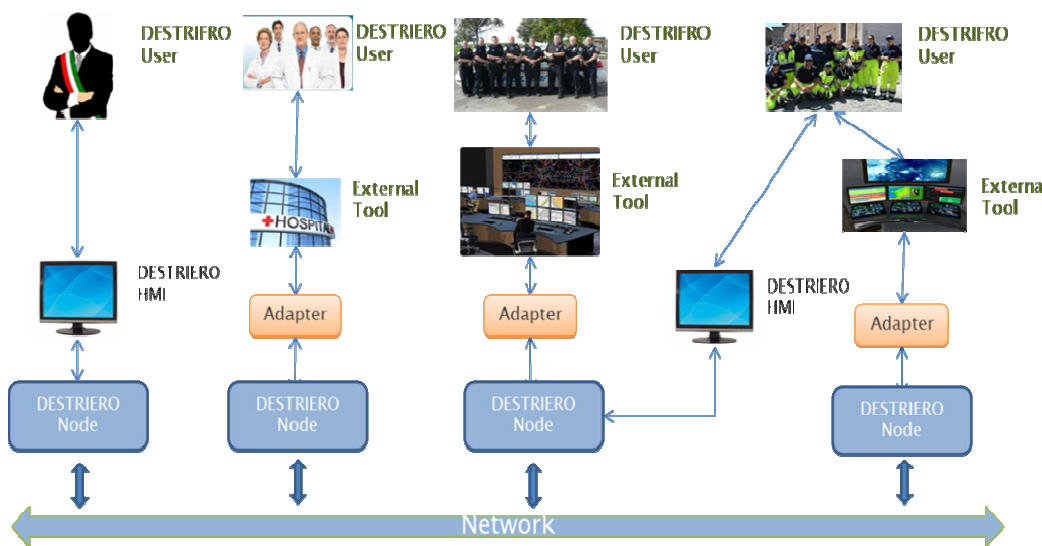 DESTRIERO
User
DESTRIERO
User
DESTRIERO
User
DESTRIERO
User
External
Tool
+HOSPITAL
External
Tool
Externa
Tool
DESTRIERO
HMI
DESTRIERO
HMI
Adapter
Adapter
Adapter
DESTRIERO
Node
DESTRIERO
Node
DESTRIERO
Node
DESTRIERO
Node
Network